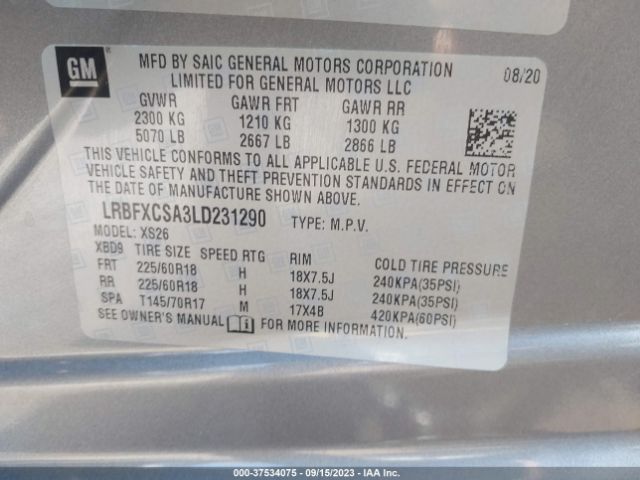 GM
MFD BY SAIC GENERAL MOTORS CORPORATION
LIMITED FOR GENERAL MOTORS LLC
08/20
GVWR GAWR FRT GAWR RR
2300 KG 1210 KG 1300 KG
5070 LB 2667 LB 2866 LB
THIS VEHICLE CONFORMS TO ALL APPLICABLE U.S. FEDERAL MOTOR
VEHICLE SAFETY AND THEFT PREVENTION STANDARDS IN EFFECT ON
THE DATE OF MANUFACTURE SHOWN ABOVE.
LRBFXCSA3LD231290 TYPE: M.P.V.
MODEL: XS26
XBD9 TIRE SIZE SPEED RTG RIM COLD TIRE PRESSURE
FRT 225/60R18 H 18X7.5J 240KPA(35PSI)
RR 225/60R18 H 18X7.5J 240KPA(35PSI)
SPA T145/70R17 M 17X4B 420KPA(60PSI)
SEE OWNER'S MANUAL FOR MORE INFORMATION.
000-37534075 - 09/15/2023 - IAA Inc.